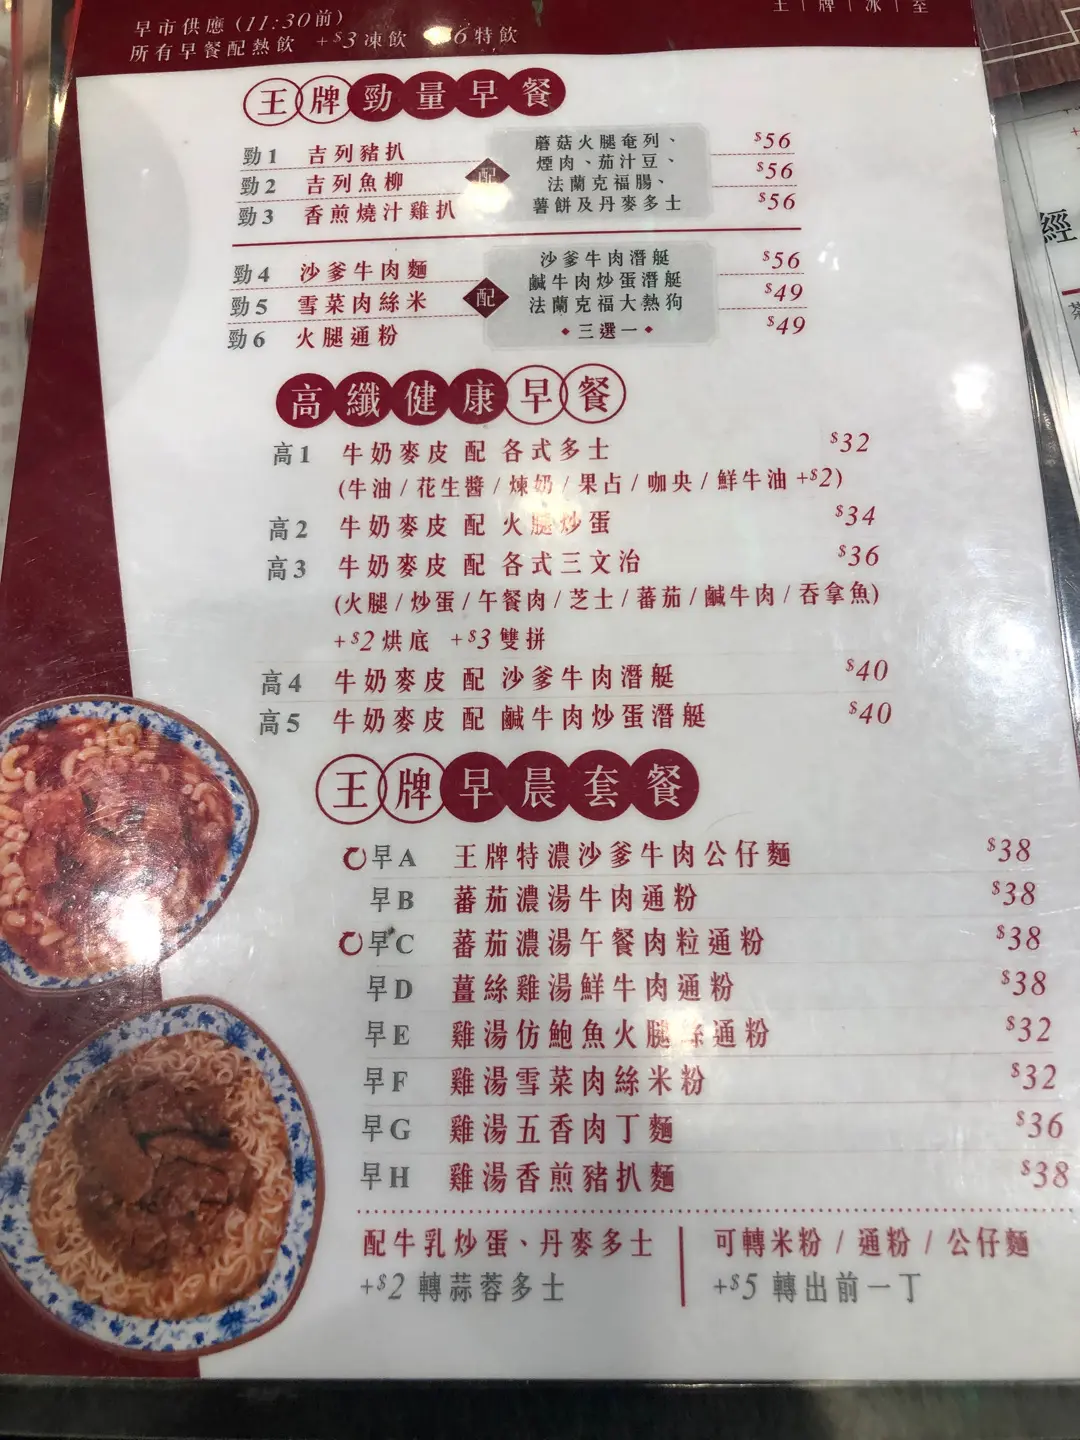 王 | 牌 | 冰 | 室
早市供應 (11:30前)
所有早餐配熱飲 +$3凍飲 $6特飲
王牌勁量早餐
勁1 吉列豬扒 $56
勁2 吉列魚柳 $56
勁3 香煎燒汁雞扒 $56
配
蘑菇火腿奄列、
煙肉、茄汁豆、
法蘭克福腸、
薯餅及丹麥多士
勁4 沙爹牛肉麵 $56
勁5 雪菜肉絲米 $49
勁6 火腿通粉 $49
配
沙爹牛肉潛艇
鹹牛肉炒蛋潛艇
法蘭克福大熱狗
◆三選一◆
高纖健康早餐
高1 牛奶麥皮 配 各式多士 $32
(牛油 / 花生醬 / 煉奶 / 果占 / 咖央 / 鮮牛油 +$2)
高2 牛奶麥皮 配 火腿炒蛋 $34
高3 牛奶麥皮 配 各式三文治 $36
(火腿 / 炒蛋 / 午餐肉 / 芝士 / 蕃茄 / 鹹牛肉 / 吞拿魚)
+$2烘底 +$3雙拼
高4 牛奶麥皮 配 沙爹牛肉潛艇 $40
高5 牛奶麥皮 配 鹹牛肉炒蛋潛艇 $40
王牌早晨套餐
早A 王牌特濃沙爹牛肉公仔麵 $38
早B 蕃茄濃湯牛肉通粉 $38
早C 蕃茄濃湯午餐肉粒通粉 $38
早D 薑絲雞湯鮮牛肉通粉 $38
早E 雞湯仿鮑魚火腿絲通粉 $32
早F 雞湯雪菜肉絲米粉 $32
早G 雞湯五香肉丁麵 $36
早H 雞湯香煎豬扒麵 $38
配牛乳炒蛋、丹麥多士
+$2 轉蒜蓉多士
可轉米粉 / 通粉 / 公仔麵
+$5 轉出前一丁
經